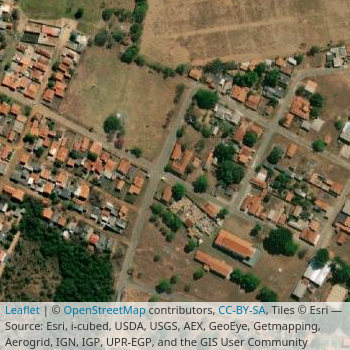 Leaflet | © OpenStreetMap contributors, CC-BY-SA, Tiles © Esri —
Source: Esri, i-cubed, USDA, USGS, AEX, GeoEye, Getmapping,
Aerogrid, IGN, IGP, UPR-EGP, and the GIS User Community